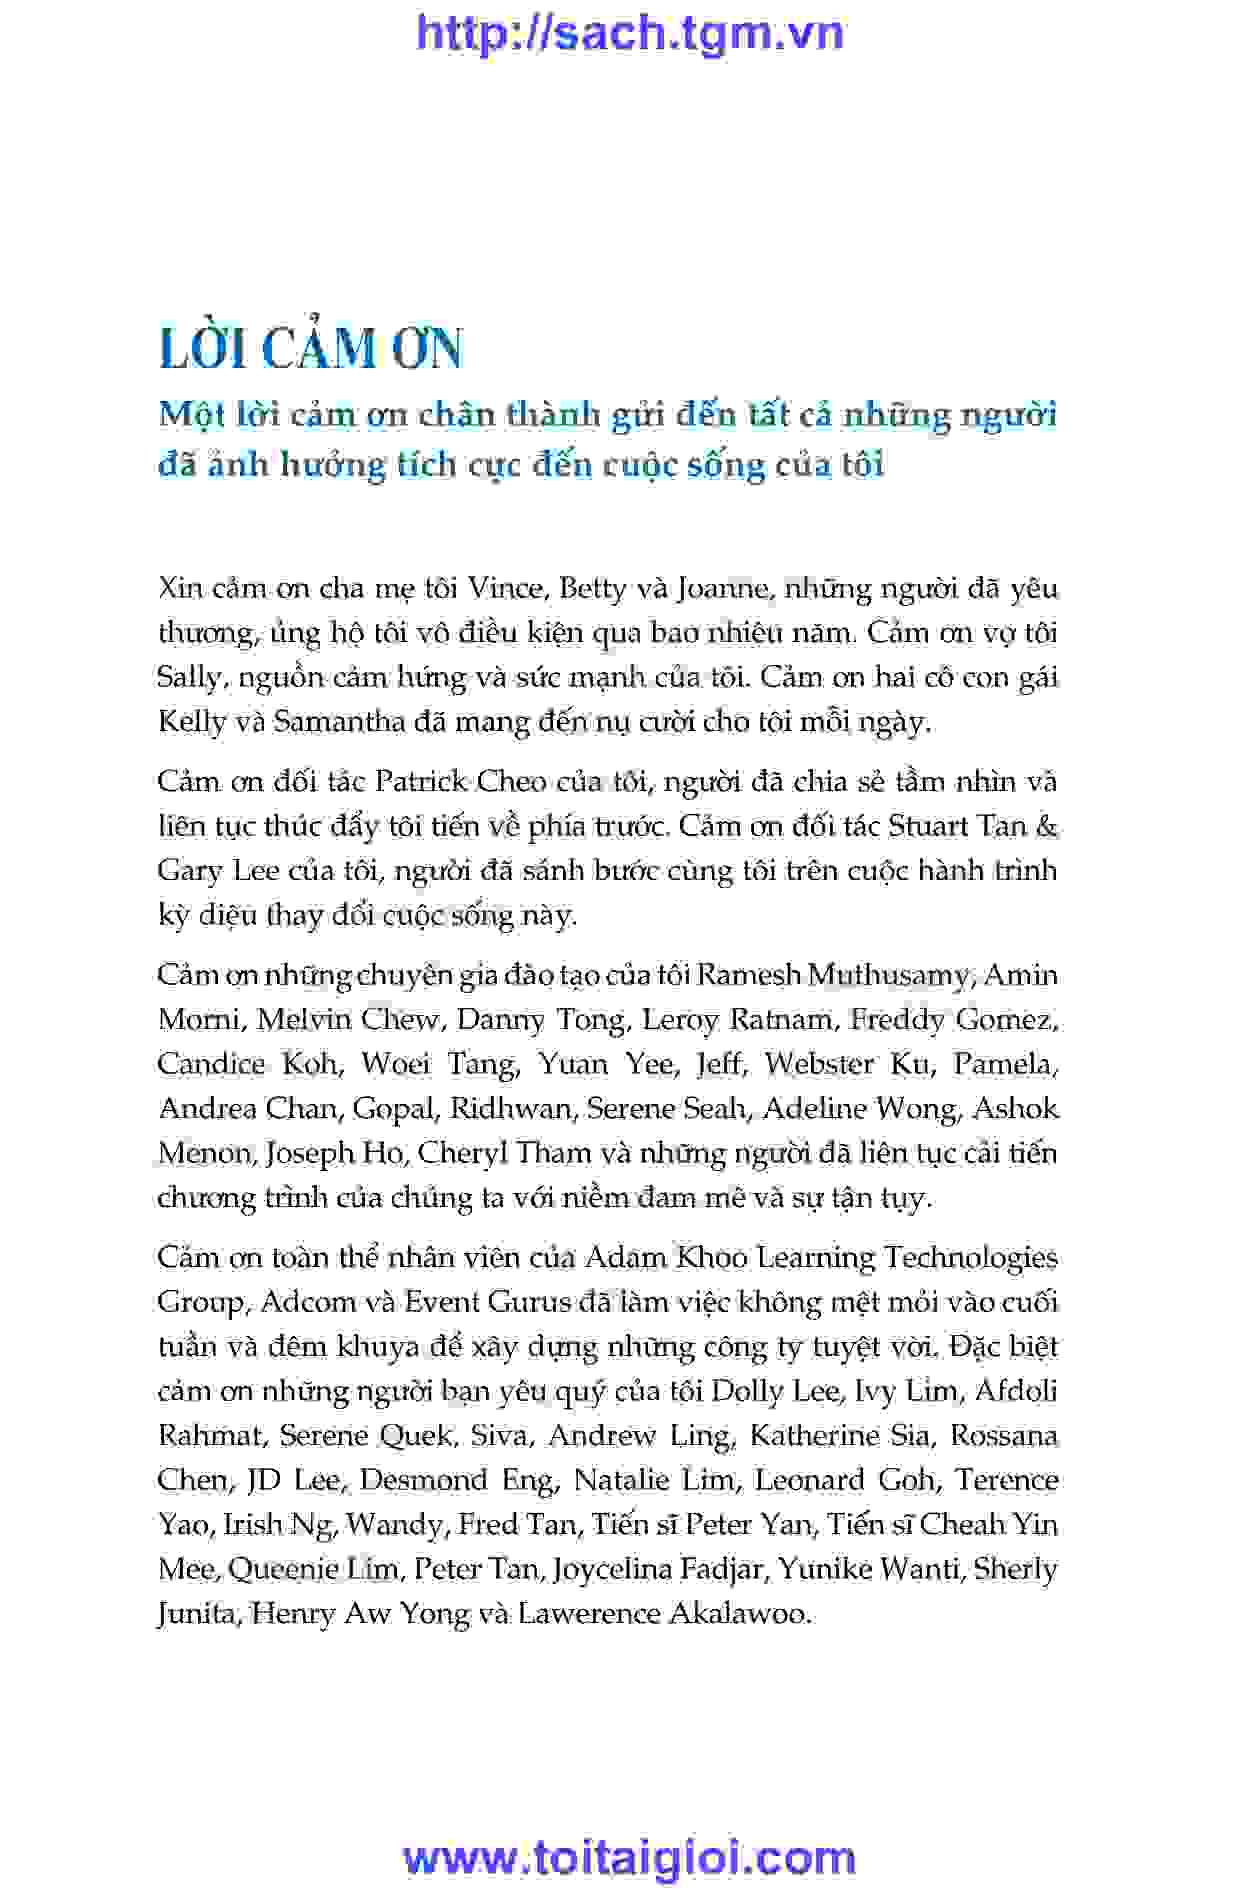 http://sach.tgm.vn
LỜI CẢM ƠN
Một lời cảm ơn chân thành gửi đến tất cả những người
đã ảnh hưởng tích cực đến cuộc sống của tôi
Xin cảm ơn cha mẹ tôi Vince, Betty và Joanne, những người đã yêu
thương, ủng hộ tôi vô điều kiện qua bao nhiêu năm. Cảm ơn vợ tôi
Sally, nguồn cảm hứng và sức mạnh của tôi. Cảm ơn hai cô con gái
Kelly và Samantha đã mang đến nụ cười cho tôi mỗi ngày.
Cảm ơn đối tác Patrick Cheo của tôi, người đã chia sẻ tầm nhìn và
liên tục thúc đẩy tôi tiến về phía trước. Cảm ơn đối tác Stuart Tan &
Gary Lee của tôi, người đã sánh bước cùng tôi trên cuộc hành trình
kỳ diệu thay đổi cuộc sống này.
Cảm ơn những chuyên gia đào tạo của tôi Ramesh Muthusamy, Amin
Morni, Melvin Chew, Danny Tong, Leroy Ratnam, Freddy Gomez,
Candice Koh, Woei Tang, Yuan Yee, Jeff, Webster Ku, Pamela,
Andrea Chan, Gopal, Ridhwan, Serene Seah, Adeline Wong, Ashok
Menon, Joseph Ho, Cheryl Tham và những người đã liên tục cải tiến
chương trình của chúng ta với niềm đam mê và sự tận tụy.
Cảm ơn toàn thể nhân viên của Adam Khoo Learning Technologies
Group, Adcom và Event Gurus đã làm việc không mệt mỏi vào cuối
tuần và đêm khuya để xây dựng những công ty tuyệt vời. Đặc biệt
cảm ơn những người bạn yêu quý của tôi Dolly Lee, Ivy Lim, Afdoli
Rahmat, Serene Quek, Siva, Andrew Ling, Katherine Sia, Rossana
Chen, JD Lee, Desmond Eng, Natalie Lim, Leonard Goh, Terence
Yao, Irish Ng, Wandy, Fred Tan, Tiến sĩ Peter Yan, Tiến sĩ Cheah Yin
Mee, Queenie Lim, Peter Tan, Joycelina Fadjar, Yunike Wanti, Sherly
Junita, Henry Aw Yong và Lawerence Akalawoo.
www.toitaigioi.com